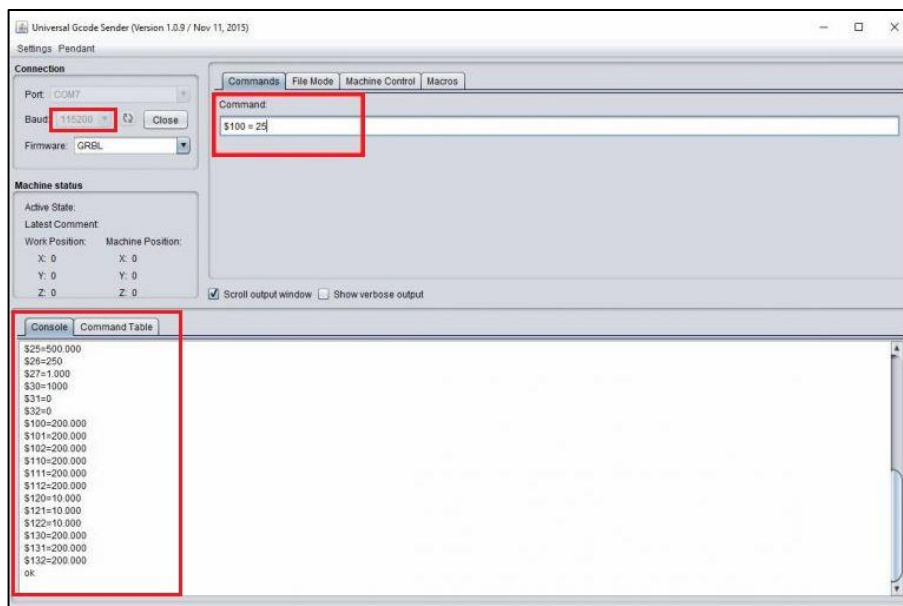 Universal Gcode Sender (Version 1.0.9 / Nov 11, 2015)
Settings Pendant
Connection
Port: COM7
Baud: 115200 Close
Firmware: GRBL
Machine status
Active State:
Latest Comment:
Work Position: Machine Position:
X: 0 X: 0
Y: 0 Y: 0
Z: 0 Z: 0
Commands File Mode Machine Control Macros
Command:
$100 = 25
Scroll output window Show verbose output
Console Command Table
$25=500.000
$26=250
$27=1.000
$30=1000
$31=0
$32=0
$100=200.000
$101=200.000
$102=200.000
$110=200.000
$111=200.000
$112=200.000
$120=10.000
$121=10.000
$122=10.000
$130=200.000
$131=200.000
$132=200.000
ok